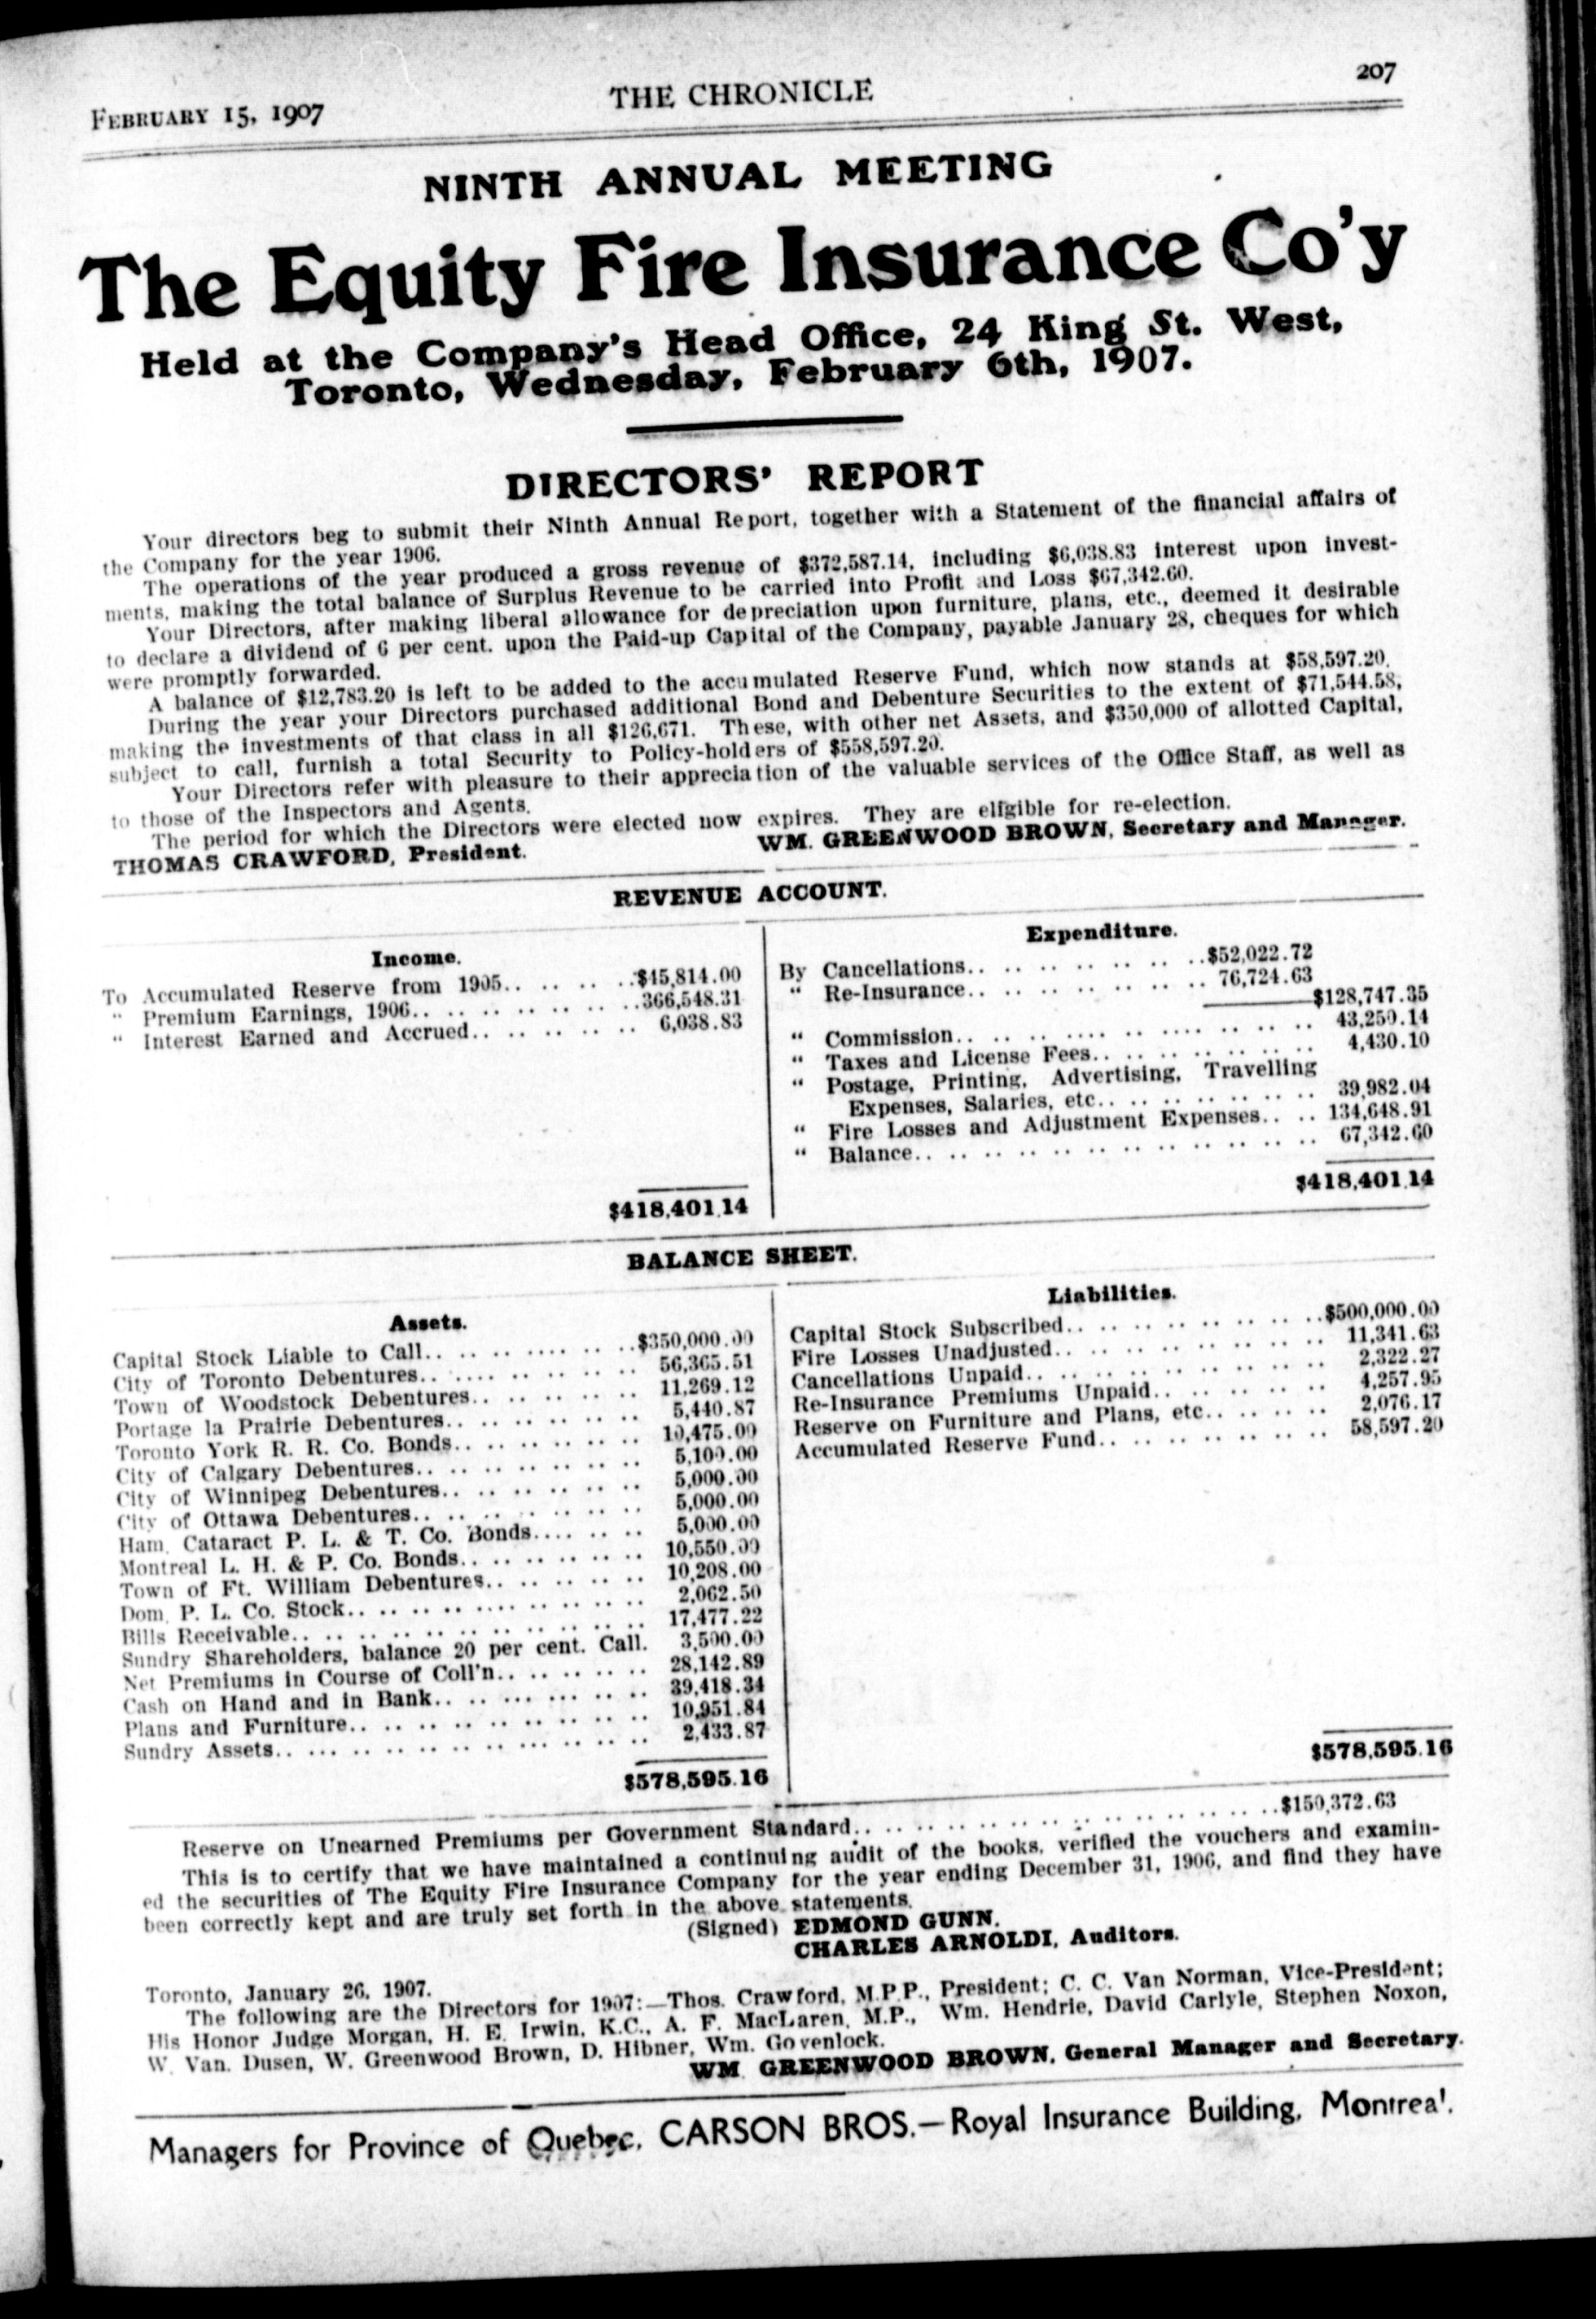 FEBRUARY 15, 1907
THE CHRONICLE
207
NINTH ANNUAL MEETING
The Equity Fire Insurance Co'y
Held at the Company's Head Office, 24 King St. West,
Toronto, Wednesday, February 6th, 1907.
DIRECTORS' REPORT
Your directors beg to submit their Ninth Annual Report, together with a Statement of the financial affairs of
the Company for the year 1906.
The operations of the year produced a gross revenue of $372,587.14, including $6,038.83 interest upon invest-
ments, making the total balance of Surplus Revenue to be carried into Profit and Loss $67,342.60.
Your Directors, after making liberal allowance for depreciation upon furniture, plans, etc., deemed it desirable
to declare a dividend of 6 per cent. upon the Paid-up Capital of the Company, payable January 28, cheques for which
were promptly forwarded.
A balance of $12,783.20 is left to be added to the accumulated Reserve Fund, which now stands at $58,597.20.
During the year your Directors purchased additional Bond and Debenture Securities to the extent of $71,544.58,
making the investments of that class in all $126,671. These, with other net Assets, and $350,000 of allotted Capital,
subject to call, furnish a total Security to Policy-holders of $558,597.20.
Your Directors refer with pleasure to their appreciation of the valuable services of the Office Staff, as well as
to those of the Inspectors and Agents.
The period for which the Directors were elected now expires. They are eligible for re-election.
THOMAS CRAWFORD, President. WM. GREENWOOD BROWN, Secretary and Manager.
REVENUE ACCOUNT.
Income.
To Accumulated Reserve from 1905.. .. .. ..$45,814.00
" Premium Earnings, 1906.. .. .. .. .. .. ..366,548.31
" Interest Earned and Accrued.. .. .. .. .. 6,038.83
$418,401.14
Expenditure.
By Cancellations.. .. .. .. .. .. ..$52,022.72
" Re-Insurance.. .. .. .. .. .. .. .. 76,724.63
$128,747.35
" Commission.. .. .. .. .. .. .. .. .. .. 43,250.14
" Taxes and License Fees.. .. .. .. .. .. .. 4,430.10
" Postage, Printing, Advertising, Travelling
Expenses, Salaries, etc.. .. .. .. .. .. .. 39,982.04
" Fire Losses and Adjustment Expenses.. .. .. 134,648.91
" Balance.. .. .. .. .. .. .. .. .. .. .. .. 67,342.60
$418,401.14
BALANCE SHEET.
Assets.
Capital Stock Liable to Call.. .. .. .. .. .. ..$350,000.00
City of Toronto Debentures.. .. .. .. .. .. .. 56,365.51
Town of Woodstock Debentures.. .. .. .. .. .. 11,269.12
Portage la Prairie Debentures.. .. .. .. .. .. 5,440.87
Toronto York R. R. Co. Bonds.. .. .. .. .. .. 10,475.00
City of Calgary Debentures.. .. .. .. .. .. .. 5,100.00
City of Winnipeg Debentures.. .. .. .. .. .. .. 5,000.00
City of Ottawa Debentures.. .. .. .. .. .. .. 5,000.00
Ham. Cataract P. L. & T. Co. Bonds.. .. .. .. 5,000.00
Montreal L. H. & P. Co. Bonds.. .. .. .. .. .. 10,550.00
Town of Ft. William Debentures.. .. .. .. .. 10,208.00
Dom. P. L. Co. Stock.. .. .. .. .. .. .. .. .. 2,062.50
Bills Receivable.. .. .. .. .. .. .. .. .. .. .. 17,477.22
Sundry Shareholders, balance 20 per cent. Call. 3,500.00
Net Premiums in Course of Coll'n.. .. .. .. .. 28,142.89
Cash on Hand and in Bank.. .. .. .. .. .. .. 39,418.34
Plans and Furniture.. .. .. .. .. .. .. .. .. 10,951.84
Sundry Assets.. .. .. .. .. .. .. .. .. .. .. 2,433.87
$578,595.16
Liabilities.
Capital Stock Subscribed.. .. .. .. .. .. .. ..$500,000.00
Fire Losses Unadjusted.. .. .. .. .. .. .. .. 11,341.63
Cancellations Unpaid.. .. .. .. .. .. .. .. .. 2,322.27
Re-Insurance Premiums Unpaid.. .. .. .. .. .. 4,257.95
Reserve on Furniture and Plans, etc.. .. .. .. 2,076.17
Accumulated Reserve Fund.. .. .. .. .. .. .. 58,597.20
$578,595.16
Reserve on Unearned Premiums per Government Standard.. .. .. .. .. .. .. .. .. .. .. ..$150,372.63
This is to certify that we have maintained a continuing audit of the books, verified the vouchers and examin-
ed the securities of The Equity Fire Insurance Company for the year ending December 31, 1906, and find they have
been correctly kept and are truly set forth in the above statements.
(Signed) EDMOND GUNN.
CHARLES ARNOLDI, Auditors.
Toronto, January 26, 1907.
The following are the Directors for 1907:—Thos. Crawford, M.P.P., President; C. C. Van Norman, Vice-President;
His Honor Judge Morgan, H. E. Irwin, K.C., A. F. MacLaren, M.P., Wm. Hendrie, David Carlyle, Stephen Noxon,
W. Van. Dusen, W. Greenwood Brown, D. Hibner, Wm. Govenlock.
WM. GREENWOOD BROWN, General Manager and Secretary.
Managers for Province of Quebec, CARSON BROS.—Royal Insurance Building, Montreal.